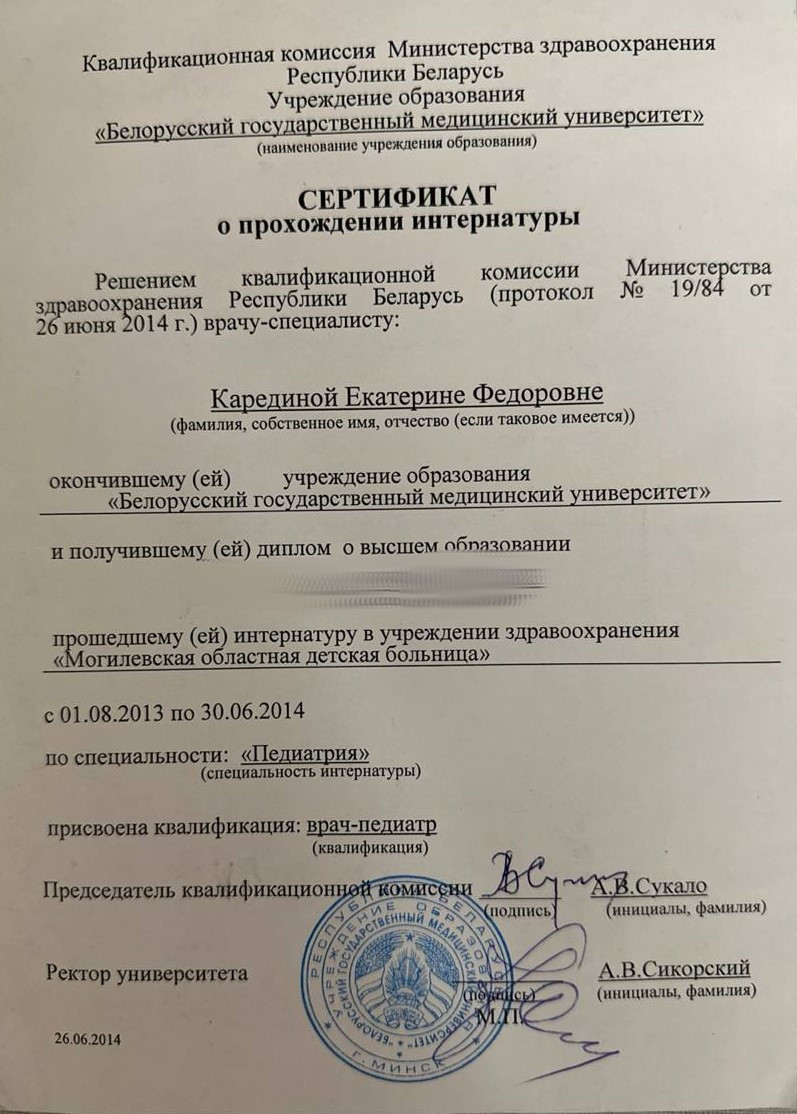 Квалификационная комиссия Министерства здравоохранения
Республики Беларусь
Учреждение образования
«Белорусский государственный медицинский университет»
(наименование учреждения образования)
СЕРТИФИКАТ
о прохождении интернатуры
Решением квалификационной комиссии Министерства
здравоохранения Республики Беларусь (протокол № 19/84 от
26 июня 2014 г.) врачу-специалисту:
Карединой Екатерине Федоровне
(фамилия, собственное имя, отчество (если таковое имеется))
окончившему (ей) учреждение образования
«Белорусский государственный медицинский университет»
и получившему (ей) диплом о высшем образовании
прошедшему (ей) интернатуру в учреждении здравоохранения
«Могилевская областная детская больница»
с 01.08.2013 по 30.06.2014
по специальности: «Педиатрия»
(специальность интернатуры)
присвоена квалификация: врач-педиатр
(квалификация)
Председатель квалификационной комиссии А.В.Сукало
(подпись) (инициалы, фамилия)
Ректор университета А.В.Сикорский
(подпись) (инициалы, фамилия)
М.П.
26.06.2014
РЕСПУБЛИКА БЕЛАРУСЬ
УЧРЕЖДЕНИЕ ОБРАЗОВАНИЯ
"БЕЛОРУССКИЙ ГОСУДАРСТВЕННЫЙ МЕДИЦИНСКИЙ УНИВЕРСИТЕТ"
Г. МИНСК